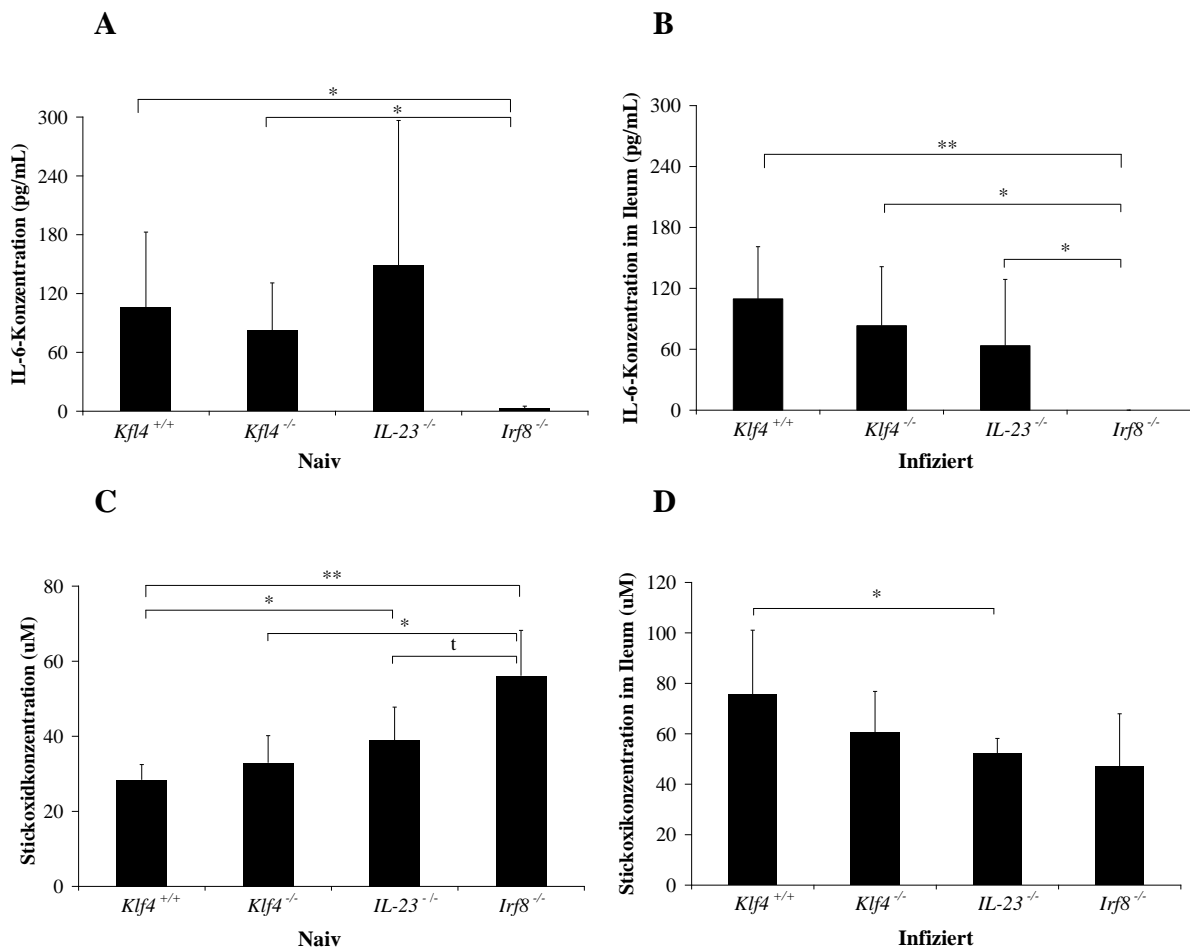 A
*
*
IL-6-Konzentration (pg/mL)
300
240
180
120
60
0
Kfl4 +/+ Kfl4 -/- IL-23 -/- Irf8 -/-
Naiv
B
**
*
*
IL-6-Konzentration im Ileum (pg/mL)
300
240
180
120
60
0
Klf4 +/+ Klf4 -/- IL-23 -/- Irf8 -/-
Infiziert
C
**
*
*
t
Stickoxidkonzentration (uM)
80
60
40
20
0
Klf4 +/+ Klf4 -/- IL-23 -/- Irf8 -/-
Naiv
D
*
Stickoxikonzentration im Ileum (uM)
120
100
80
60
40
20
0
Klf4 +/+ Klf4 -/- IL-23 -/- Irf8 -/-
Infiziert